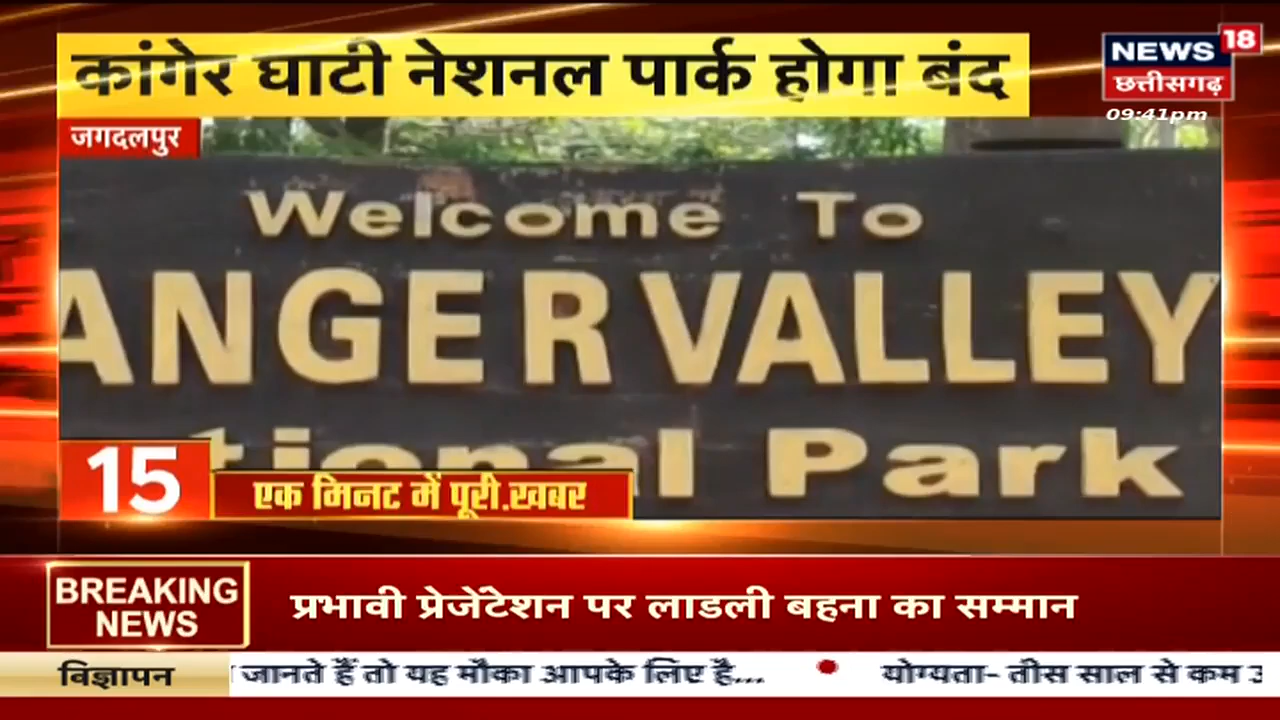 कांगेर घाटी नेशनल पार्क होगा बंद
NEWS 18
छत्तीसगढ़
09:41pm
जगदलपुर
Welcome To
ANGER VALLEY
tional Park
15
एक मिनट में पूरी खबर
BREAKING NEWS
प्रभावी प्रेजेंटेशन पर लाडली बहना का सम्मान
विज्ञापन
जानते हैं तो यह मौका आपके लिए है...
योग्यता- तीस साल से कम